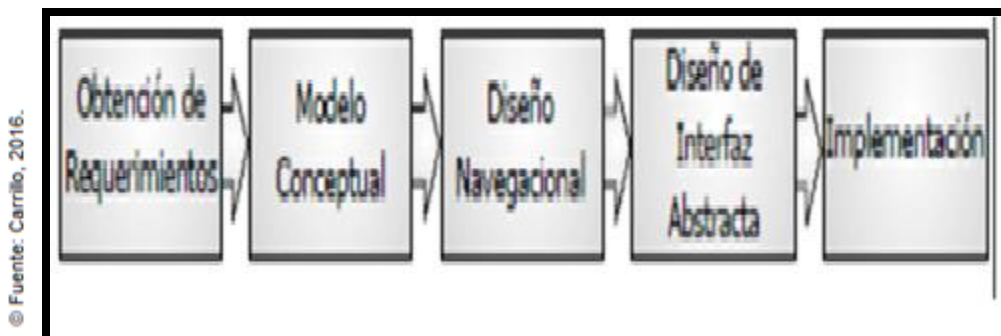 © Fuente: Carrillo, 2016.
Obtención de
Requerimientos
Modelo
Conceptual
Diseño
Navegacional
Diseño de
Interfaz
Abstracta
Implementación